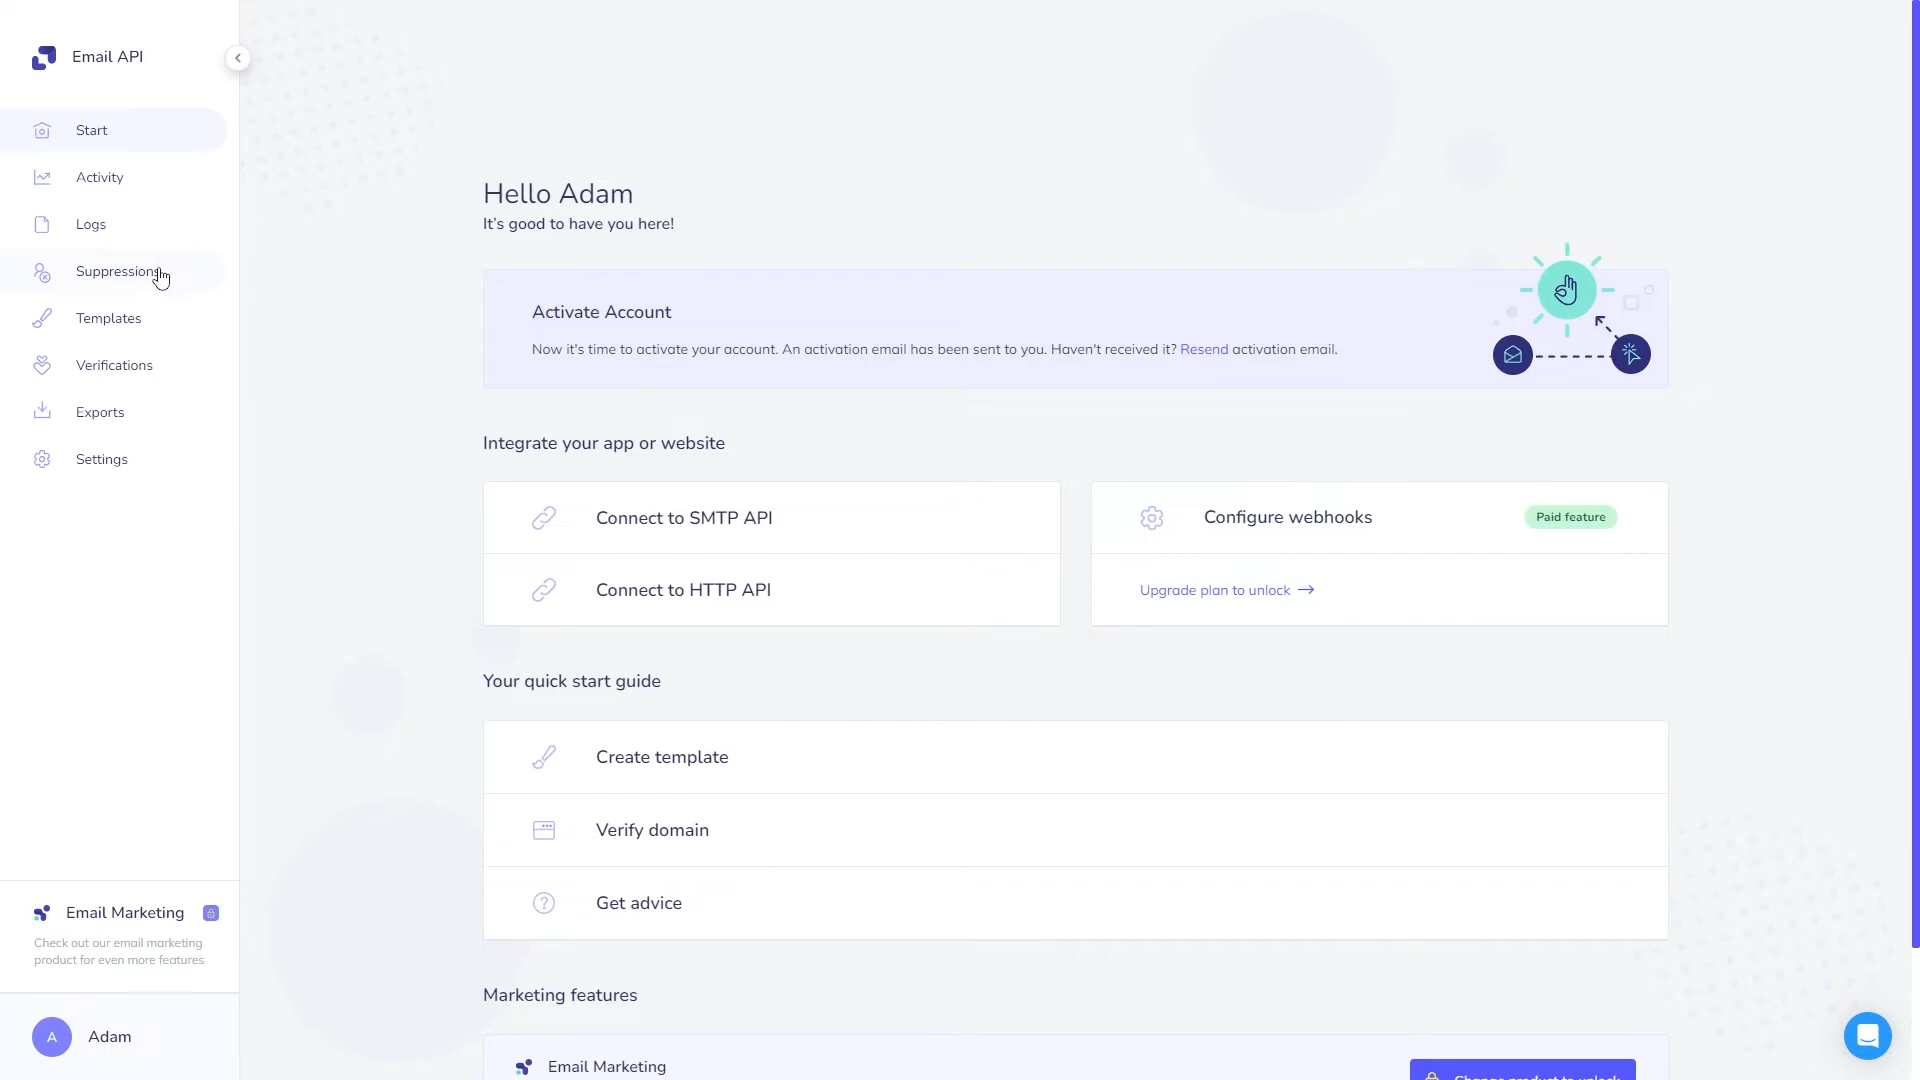 Email API
Start
Activity
Logs
Suppressions
Templates
Verifications
Exports
Settings
Email Marketing
Check out our email marketing
product for even more features
A
Adam
Hello Adam
It's good to have you here!
Activate Account
Now it's time to activate your account. An activation email has been sent to you. Haven't received it? Resend activation email.
Integrate your app or website
Connect to SMTP API
Connect to HTTP API
Configure webhooks
Paid feature
Upgrade plan to unlock
Your quick start guide
Create template
Verify domain
Get advice
Marketing features
Email Marketing
Change product to unlock